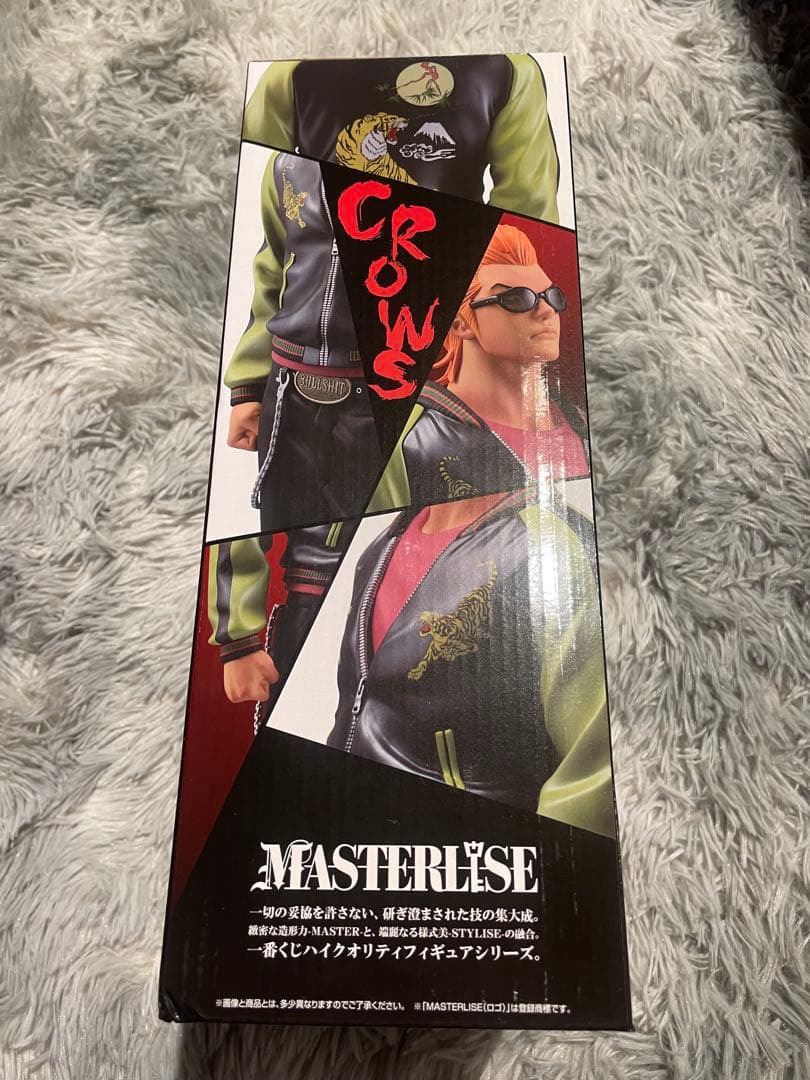 CROWS
BULLSHIT
MASTERLISE
一切の妥協を許さない、研ぎ澄まされた技の集大成。
緻密な造形力-MASTER-と、端麗なる様式美-STYLISE-の融合。
一番くじハイクオリティフィギュアシリーズ。
※画像と商品とは、多少異なりますのでご了承ください。 ※「MASTERLISE(ロゴ)」は登録商標です。